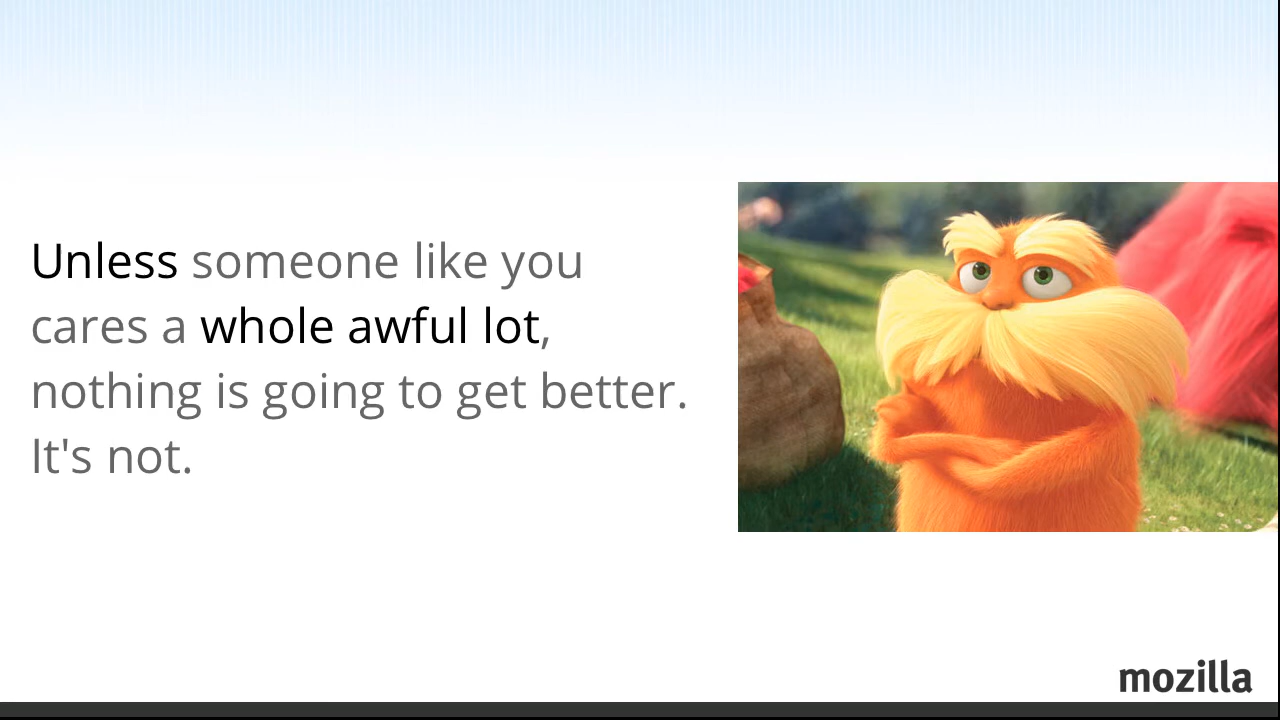 Unless someone like you
cares a whole awful lot,
nothing is going to get better.
It's not.
mozilla